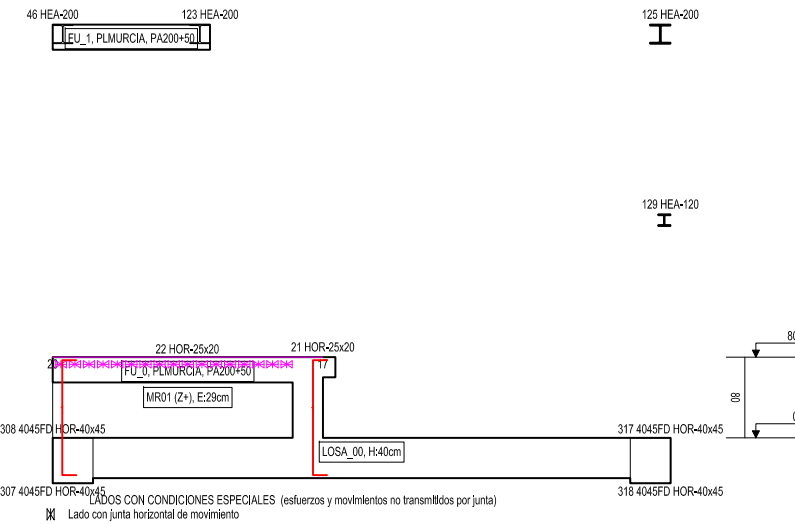 46 HEA-200
123 HEA-200
125 HEA-200
FU_1, PLMURCIA, PA200+50
129 HEA-120
80
22 HOR-25x20
21 HOR-25x20
17
FU_0, PLMURCIA, PA200+50
MR01 (Z+), E:29cm
80
0
308 4045FD HOR-40x45
317 4045FD HOR-40x45
LOSA_00, H:40cm
307 4045FD HOR-40x45
318 4045FD HOR-40x45
LADOS CON CONDICIONES ESPECIALES (esfuerzos y movimientos no transmitidos por junta)
Lado con junta horizontal de movimiento